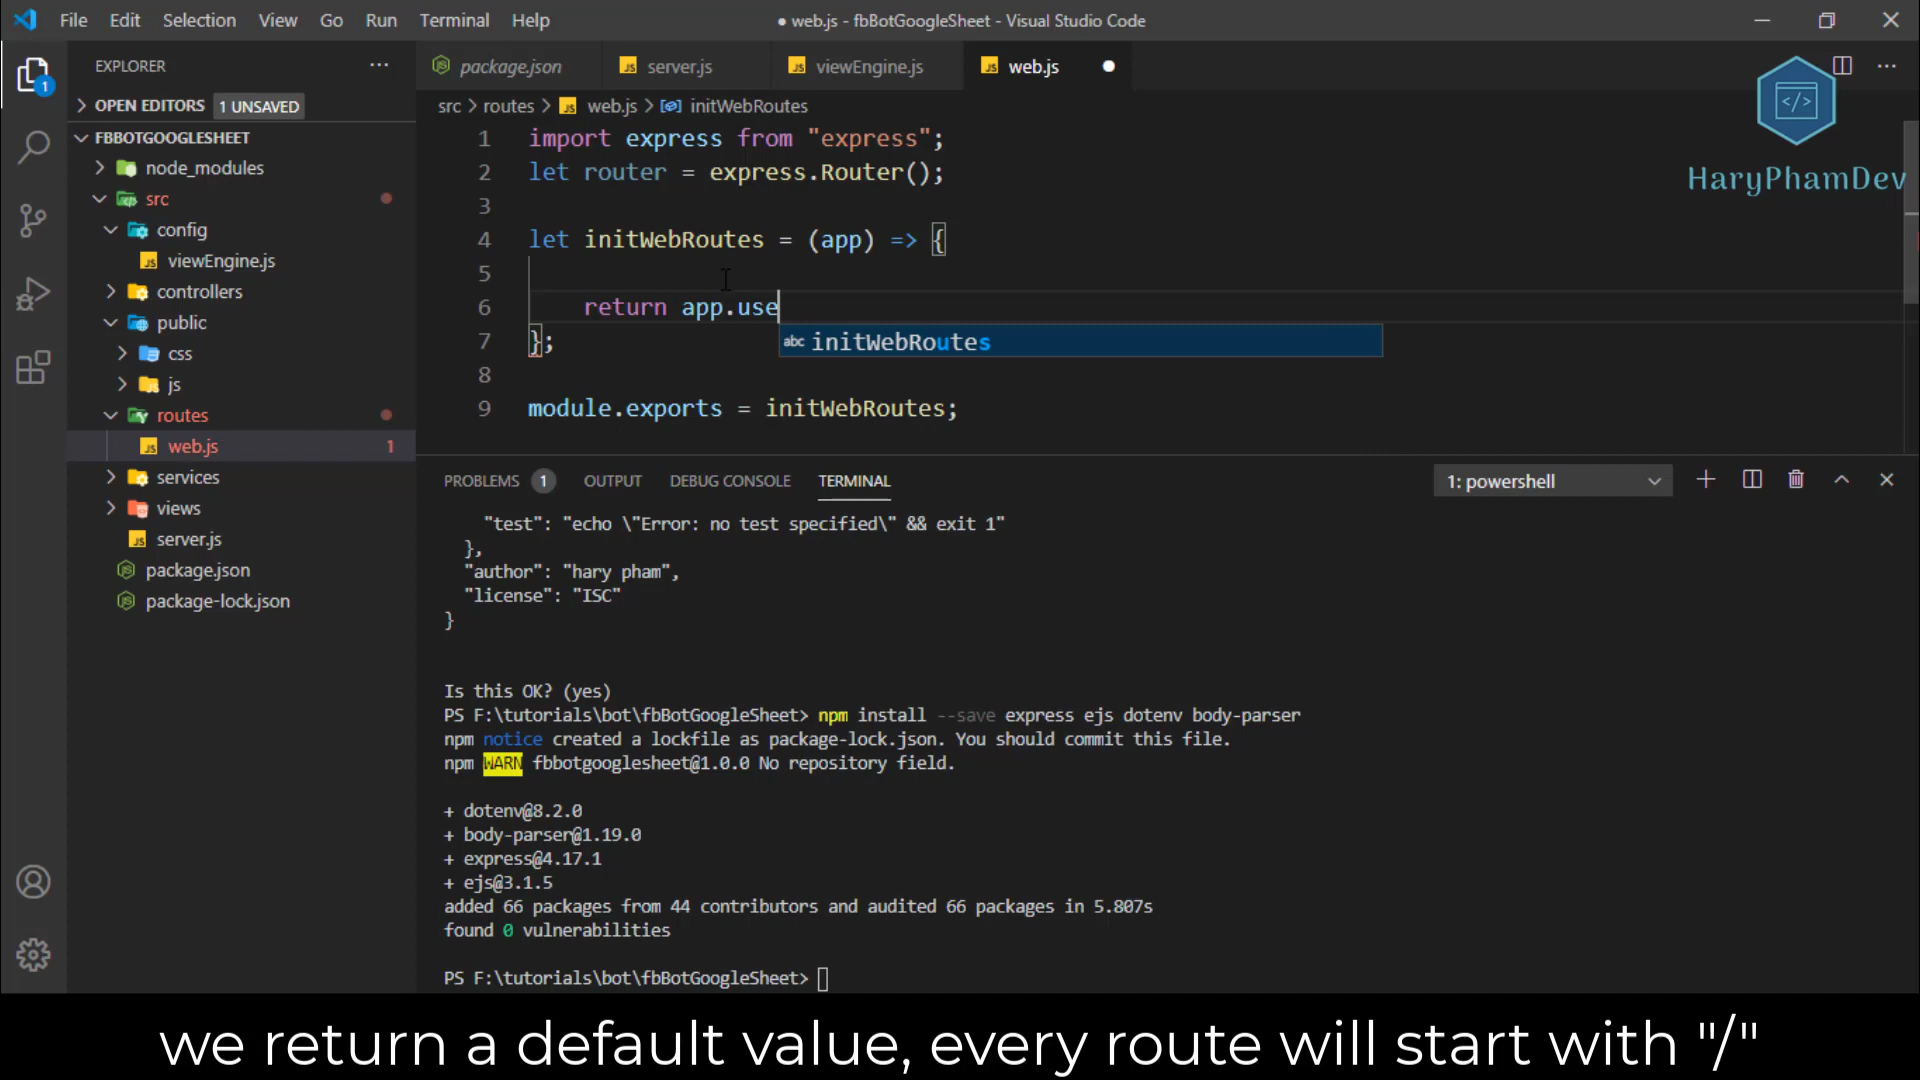 File Edit Selection View Go Run Terminal Help
● web.js - fbBotGoogleSheet - Visual Studio Code
EXPLORER
OPEN EDITORS 1 UNSAVED
FBBOTGOOGLESHEET
node_modules
src
config
viewEngine.js
controllers
public
css
js
routes
web.js 1
services
views
server.js
package.json
package-lock.json
1
package.json server.js viewEngine.js web.js
src > routes > web.js > initWebRoutes
1 import express from "express";
2 let router = express.Router();
3
4 let initWebRoutes = (app) => {
5
6 return app.use
7 };
abc initWebRoutes
8
9 module.exports = initWebRoutes;
</>
HaryPhamDev
PROBLEMS 1 OUTPUT DEBUG CONSOLE TERMINAL 1: powershell
"test": "echo \"Error: no test specified\" && exit 1"
},
"author": "hary pham",
"license": "ISC"
}
Is this OK? (yes)
PS F:\tutorials\bot\fbBotGoogleSheet> npm install --save express ejs dotenv body-parser
npm notice created a lockfile as package-lock.json. You should commit this file.
npm WARN fbbotgooglesheet@1.0.0 No repository field.
+ dotenv@8.2.0
+ body-parser@1.19.0
+ express@4.17.1
+ ejs@3.1.5
added 66 packages from 44 contributors and audited 66 packages in 5.807s
found 0 vulnerabilities
PS F:\tutorials\bot\fbBotGoogleSheet>
we return a default value, every route will start with "/"